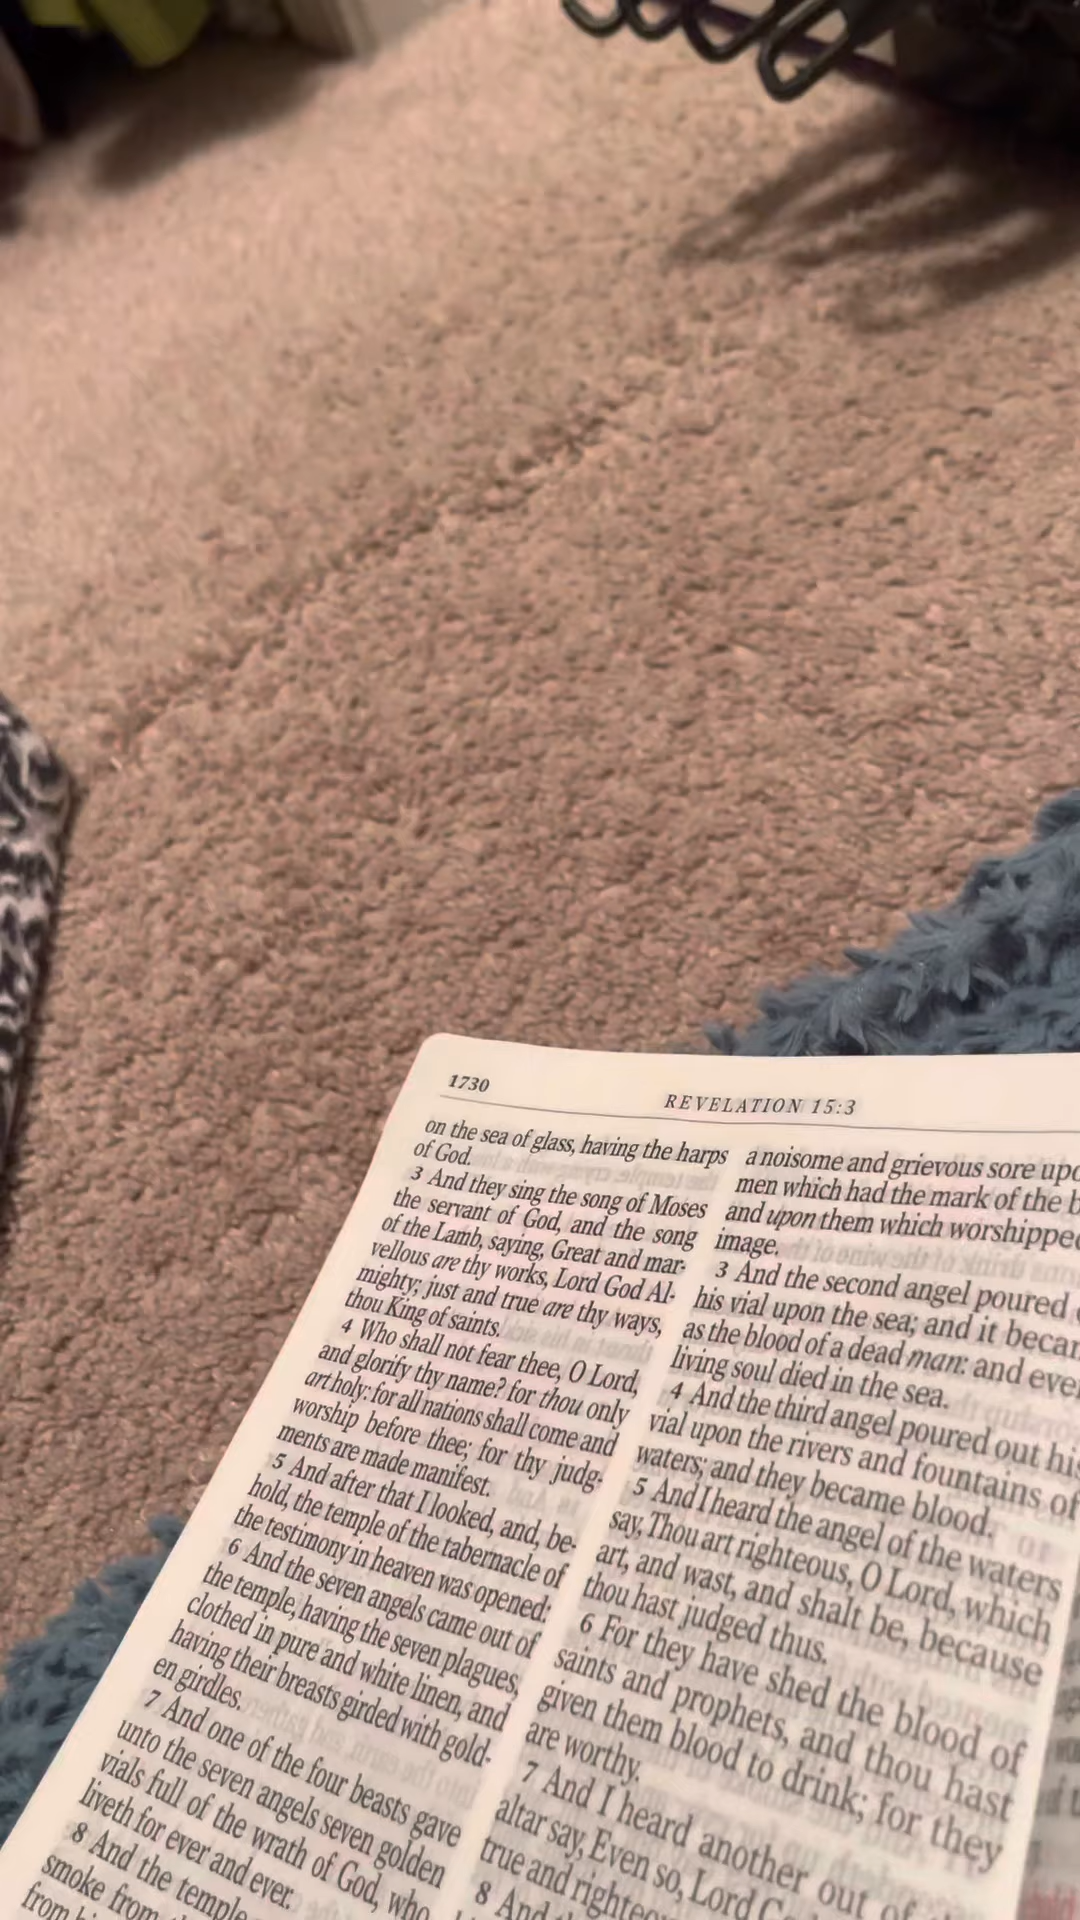 1730
REVELATION 15:3
on the sea of glass, having the harps
of God.
3 And they sing the song of Moses
the servant of God, and the song
of the Lamb, saying, Great and mar-
vellous are thy works, Lord God Al-
mighty; just and true are thy ways,
thou King of saints.
4 Who shall not fear thee, O Lord,
and glorify thy name? for thou only
art holy: for all nations shall come and
worship before thee; for thy judg-
ments are made manifest.
5 And after that I looked, and, be-
hold, the temple of the tabernacle of
the testimony in heaven was opened:
6 And the seven angels came out of
the temple, having the seven plagues,
clothed in pure and white linen, and
having their breasts girded with gold-
en girdles.
7 And one of the four beasts gave
unto the seven angels seven golden
vials full of the wrath of God, who
liveth for ever and ever.
8 And the temple
smoke from
from
a noisome and grievous sore
men which had the mark of the
and upon them which worshipped
image.
3 And the second angel poured
his vial upon the sea; and it
as the blood of a dead man: and
living soul died in the sea.
4 And the third angel poured out his
vial upon the rivers and fountains of
waters; and they became blood.
5 And I heard the angel of the waters
say, Thou art righteous, O Lord, which
art, and wast, and shalt be, because
thou hast judged thus.
6 For they have shed the blood of
saints and prophets, and thou hast
given them blood to drink; for they
are worthy.
7 And I heard another out of
altar say, Even so, Lord
true and
8 And